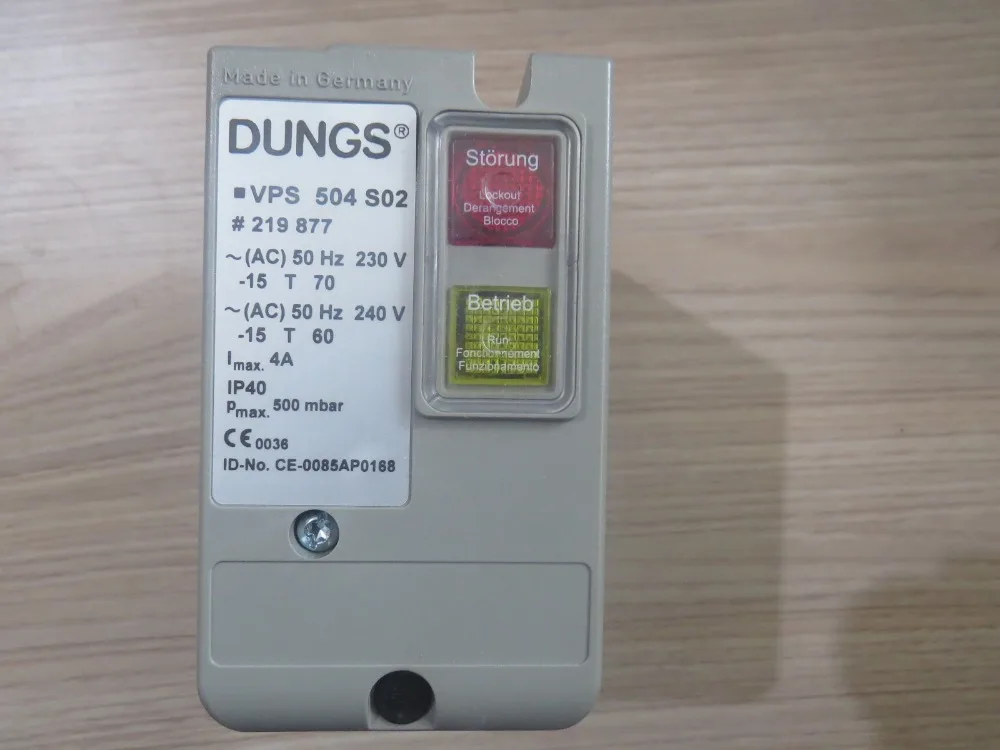 Made in Germany
DUNGS®
■VPS 504 S02
# 219 877
~(AC) 50 Hz 230 V
-15 T 70
~(AC) 50 Hz 240 V
-15 T 60
Imax. 4A
IP40
pmax. 500 mbar
CE 0036
ID-No. CE-0085AP0168
Störung
Lockout
Derangement
Blocco
Betrieb
Run
Fonctionnement
Funzionamento